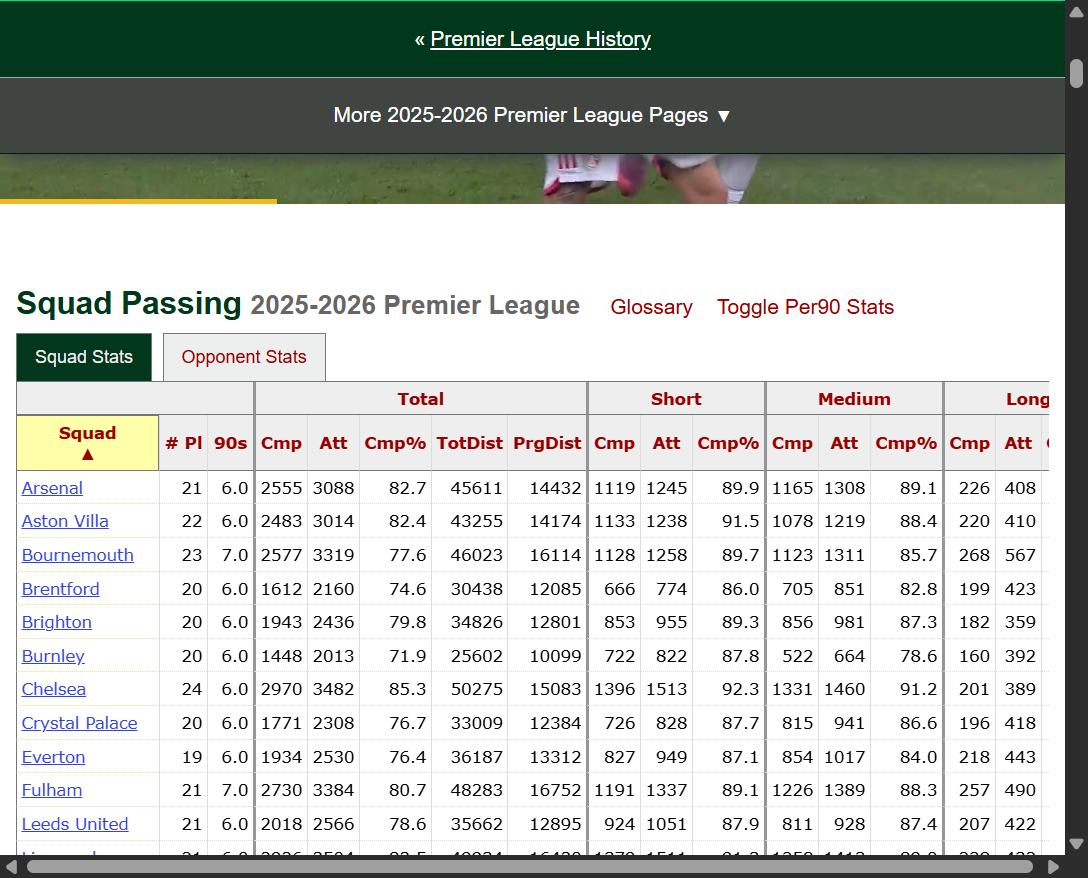 « Premier League History
More 2025-2026 Premier League Pages ▼
Squad Passing 2025-2026 Premier League Glossary Toggle Per90 Stats
Squad Stats Opponent Stats
Total Short Medium Long
Squad ▲ # Pl 90s Cmp Att Cmp% TotDist PrgDist Cmp Att Cmp% Cmp Att Cmp% Cmp Att
Arsenal 21 6.0 2555 3088 82.7 45611 14432 1119 1245 89.9 1165 1308 89.1 226 408
Aston Villa 22 6.0 2483 3014 82.4 43255 14174 1133 1238 91.5 1078 1219 88.4 220 410
Bournemouth 23 7.0 2577 3319 77.6 46023 16114 1128 1258 89.7 1123 1311 85.7 268 567
Brentford 20 6.0 1612 2160 74.6 30438 12085 666 774 86.0 705 851 82.8 199 423
Brighton 20 6.0 1943 2436 79.8 34826 12801 853 955 89.3 856 981 87.3 182 359
Burnley 20 6.0 1448 2013 71.9 25602 10099 722 822 87.8 522 664 78.6 160 392
Chelsea 24 6.0 2970 3482 85.3 50275 15083 1396 1513 92.3 1331 1460 91.2 201 389
Crystal Palace 20 6.0 1771 2308 76.7 33009 12384 726 828 87.7 815 941 86.6 196 418
Everton 19 6.0 1934 2530 76.4 36187 13312 827 949 87.1 854 1017 84.0 218 443
Fulham 21 7.0 2730 3384 80.7 48283 16752 1191 1337 89.1 1226 1389 88.3 257 490
Leeds United 21 6.0 2018 2566 78.6 35662 12895 924 1051 87.9 811 928 87.4 207 422